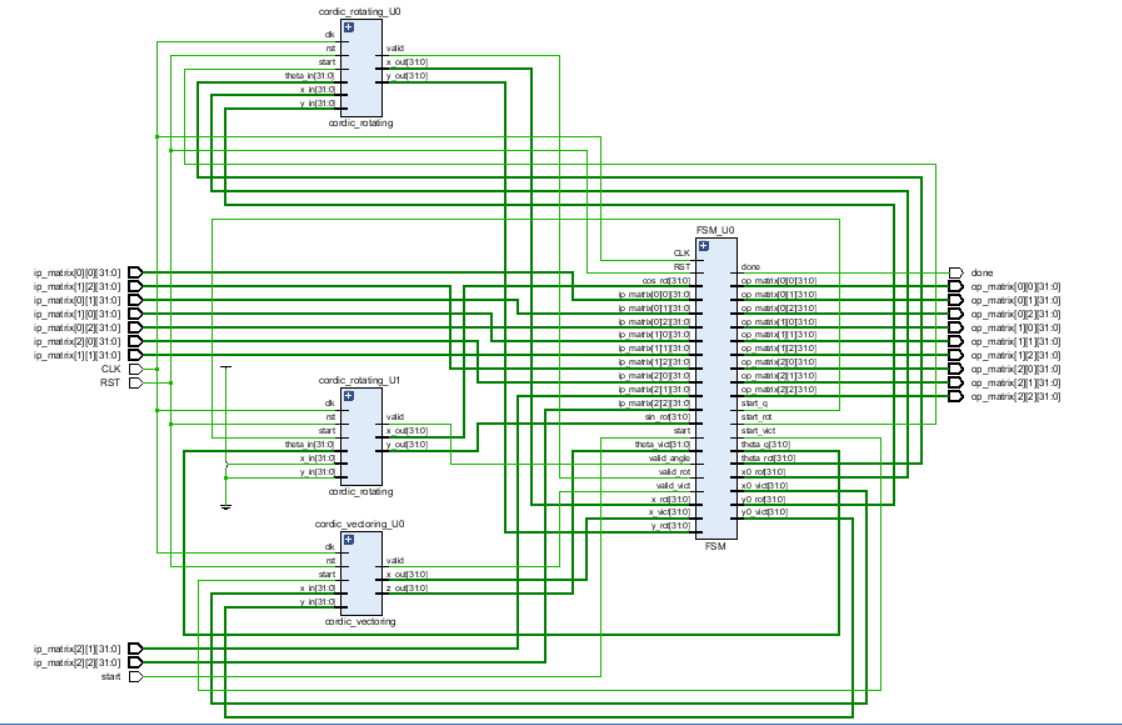 cordic_rotating_U0
clk
rst
start
theta_in[31:0]
x_in[31:0]
y_in[31:0]
valid
x_out[31:0]
y_out[31:0]
cordic_rotating
ip_matrix[0][0][31:0]
ip_matrix[1][2][31:0]
ip_matrix[0][1][31:0]
ip_matrix[1][0][31:0]
ip_matrix[0][2][31:0]
ip_matrix[2][0][31:0]
ip_matrix[1][1][31:0]
CLK
RST
cordic_rotating_U1
clk
rst
start
theta_in[31:0]
x_in[31:0]
y_in[31:0]
valid
x_out[31:0]
y_out[31:0]
cordic_rotating
cordic_vectoring_U0
clk
rst
start
x_in[31:0]
y_in[31:0]
valid
x_out[31:0]
z_out[31:0]
cordic_vectoring
ip_matrix[2][1][31:0]
ip_matrix[2][2][31:0]
start
FSM_U0
CLK
RST
cos_rot[31:0]
ip_matrix[0][0][31:0]
ip_matrix[0][1][31:0]
ip_matrix[0][2][31:0]
ip_matrix[1][0][31:0]
ip_matrix[1][1][31:0]
ip_matrix[1][2][31:0]
ip_matrix[2][0][31:0]
ip_matrix[2][1][31:0]
ip_matrix[2][2][31:0]
sin_rot[31:0]
start
theta_vict[31:0]
valid_angle
valid_rot
valid_vict
x_rot[31:0]
x_vict[31:0]
y_rot[31:0]
done
op_matrix[0][0][31:0]
op_matrix[0][1][31:0]
op_matrix[0][2][31:0]
op_matrix[1][0][31:0]
op_matrix[1][1][31:0]
op_matrix[1][2][31:0]
op_matrix[2][0][31:0]
op_matrix[2][1][31:0]
op_matrix[2][2][31:0]
start_q
start_rot
start_vict
theta_q[31:0]
theta_rot[31:0]
x0_rot[31:0]
x0_vict[31:0]
y0_rot[31:0]
y0_vict[31:0]
FSM
done
op_matrix[0][0][31:0]
op_matrix[0][1][31:0]
op_matrix[0][2][31:0]
op_matrix[1][0][31:0]
op_matrix[1][1][31:0]
op_matrix[1][2][31:0]
op_matrix[2][0][31:0]
op_matrix[2][1][31:0]
op_matrix[2][2][31:0]